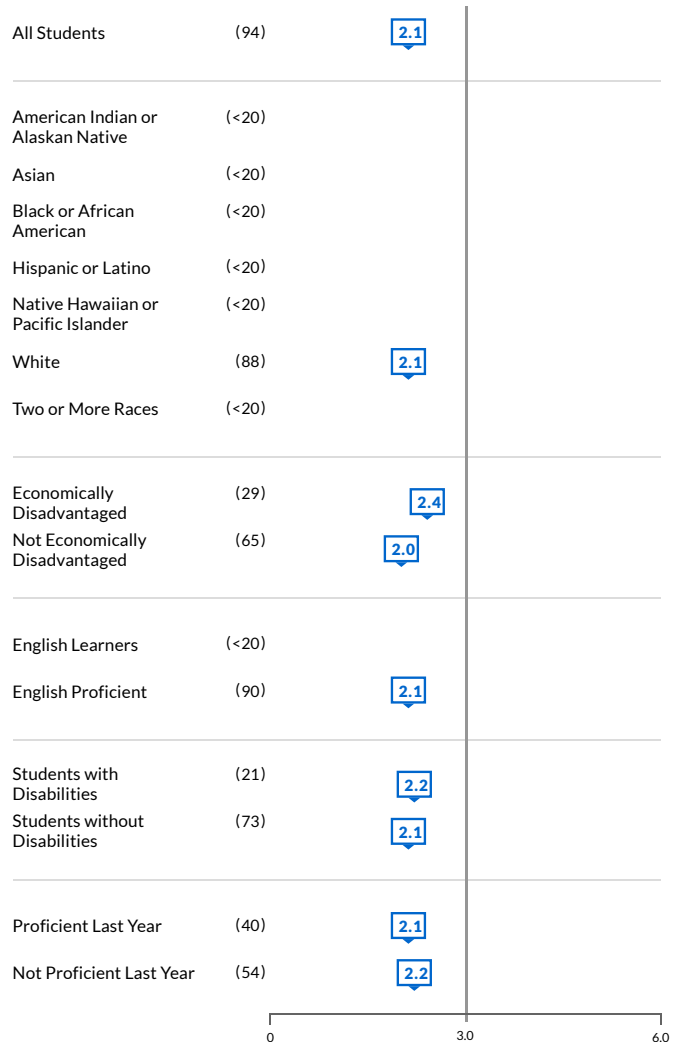 All Students (94) 2.1
American Indian or (<20)
Alaskan Native
Asian (<20)
Black or African (<20)
American
Hispanic or Latino (<20)
Native Hawaiian or (<20)
Pacific Islander
White (88) 2.1
Two or More Races (<20)
Economically (29) 2.4
Disadvantaged
Not Economically (65) 2.0
Disadvantaged
English Learners (<20)
English Proficient (90) 2.1
Students with (21) 2.2
Disabilities
Students without (73) 2.1
Disabilities
Proficient Last Year (40) 2.1
Not Proficient Last Year (54) 2.2
0 3.0 6.0